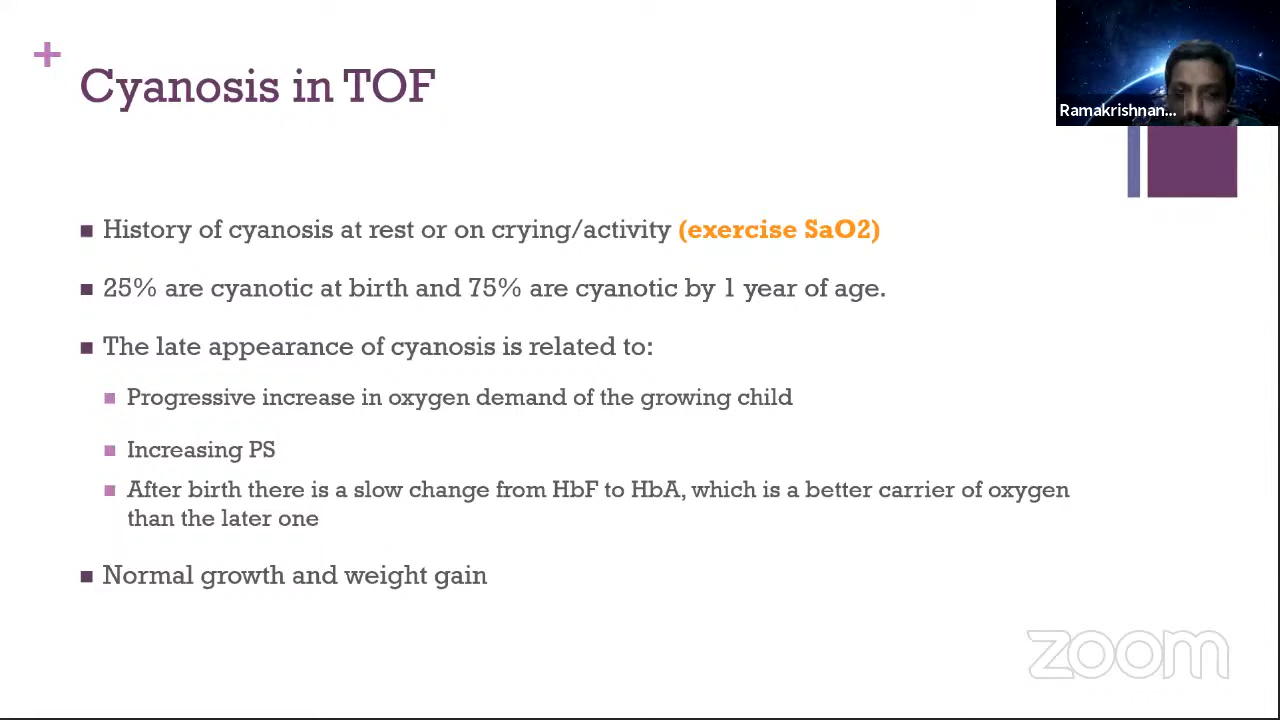 +
Cyanosis in TOF
Ramakrishnan...
■ History of cyanosis at rest or on crying/activity (exercise SaO2)
■ 25% are cyanotic at birth and 75% are cyanotic by 1 year of age.
■ The late appearance of cyanosis is related to:
■ Progressive increase in oxygen demand of the growing child
■ Increasing PS
■ After birth there is a slow change from HbF to HbA, which is a better carrier of oxygen
than the later one
■ Normal growth and weight gain
zoom